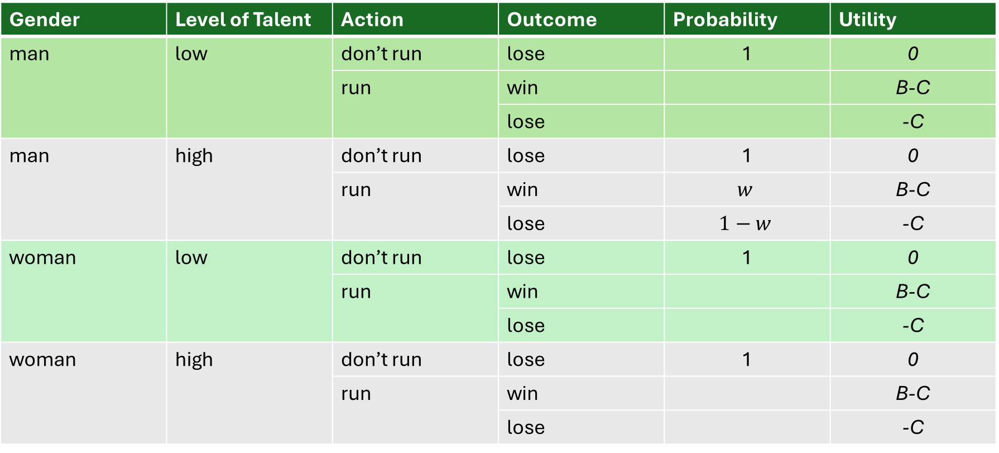 Gender Level of Talent Action Outcome Probability Utility
man low don’t run lose 1 0
run win B-C
lose -C
man high don’t run lose 1 0
run win w B-C
lose 1 − w -C
woman low don’t run lose 1 0
run win B-C
lose -C
woman high don’t run lose 1 0
run win B-C
lose -C